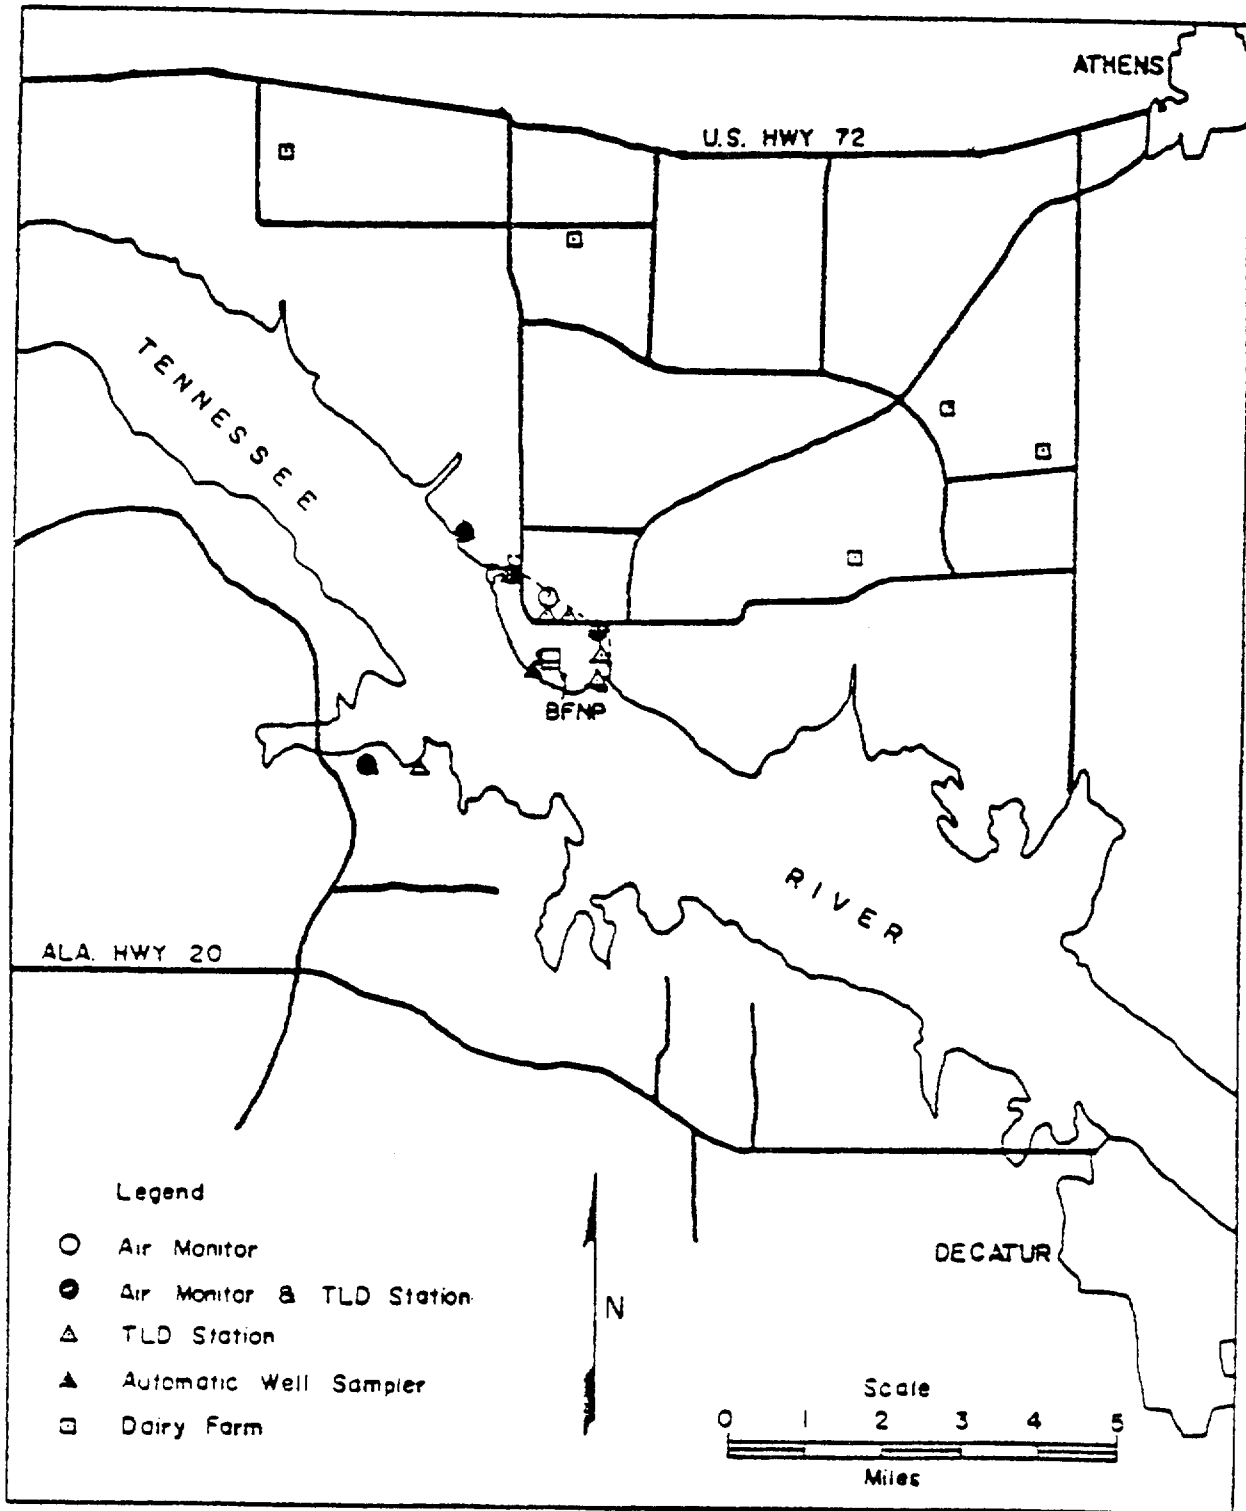 ATHENS
U.S. HWY 72
TENNESSEE
BFNP
RIVER
ALA. HWY 20
Legend
Air Monitor
Air Monitor & TLD Station
TLD Station
Automatic Well Sampler
Dairy Farm
N
DECATUR
Scale
0 1 2 3 4 5
Miles